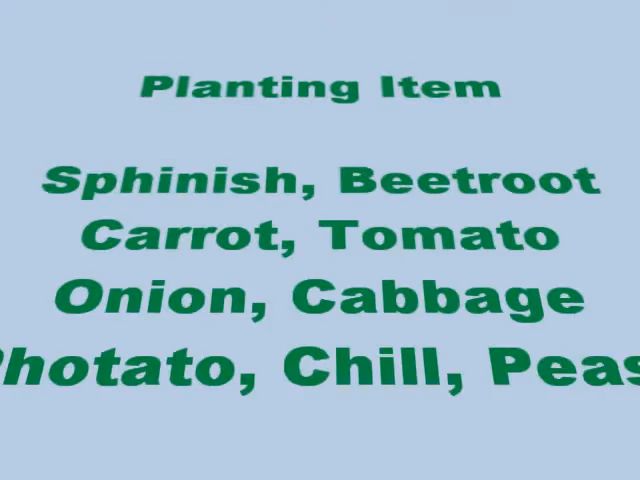 Planting Item
Sphinish, Beetroot
Carrot, Tomato
Onion, Cabbage
Photato, Chill, Peas